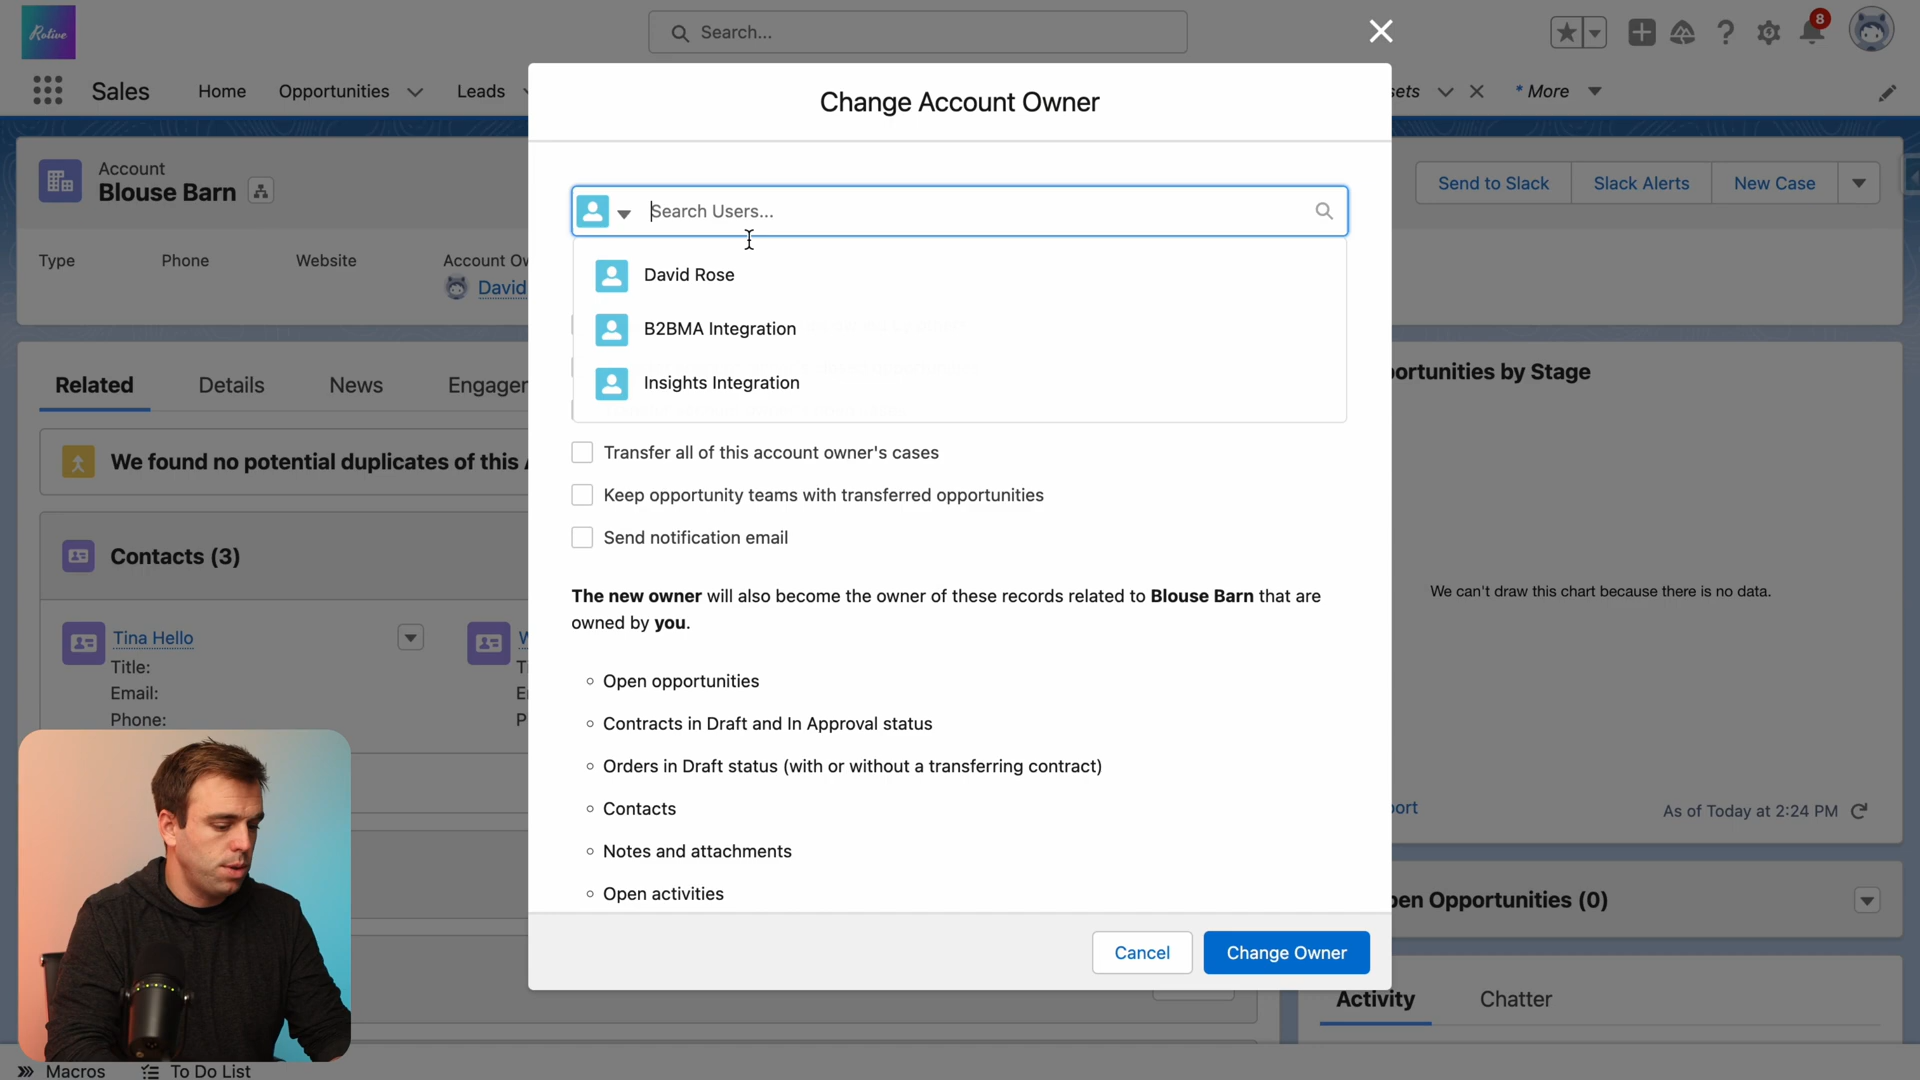 Rotive
Search...
8
Sales
Home
Opportunities
Leads
sets
* More
Change Account Owner
Account
Blouse Barn
Send to Slack
Slack Alerts
New Case
Search Users...
Type
Phone
Website
Account Ow
David
David Rose
B2BMA Integration
Insights Integration
Related
Details
News
Engager
portunities by Stage
Transfer all of this account owner's cases
We found no potential duplicates of this A
Keep opportunity teams with transferred opportunities
Send notification email
Contacts (3)
The new owner will also become the owner of these records related to Blouse Barn that are
owned by you.
We can't draw this chart because there is no data.
Tina Hello
Title:
Email:
Phone:
Open opportunities
Contracts in Draft and In Approval status
Orders in Draft status (with or without a transferring contract)
Contacts
Notes and attachments
Open activities
port
As of Today at 2:24 PM
pen Opportunities (0)
Cancel
Change Owner
Activity
Chatter
Macros
To Do List